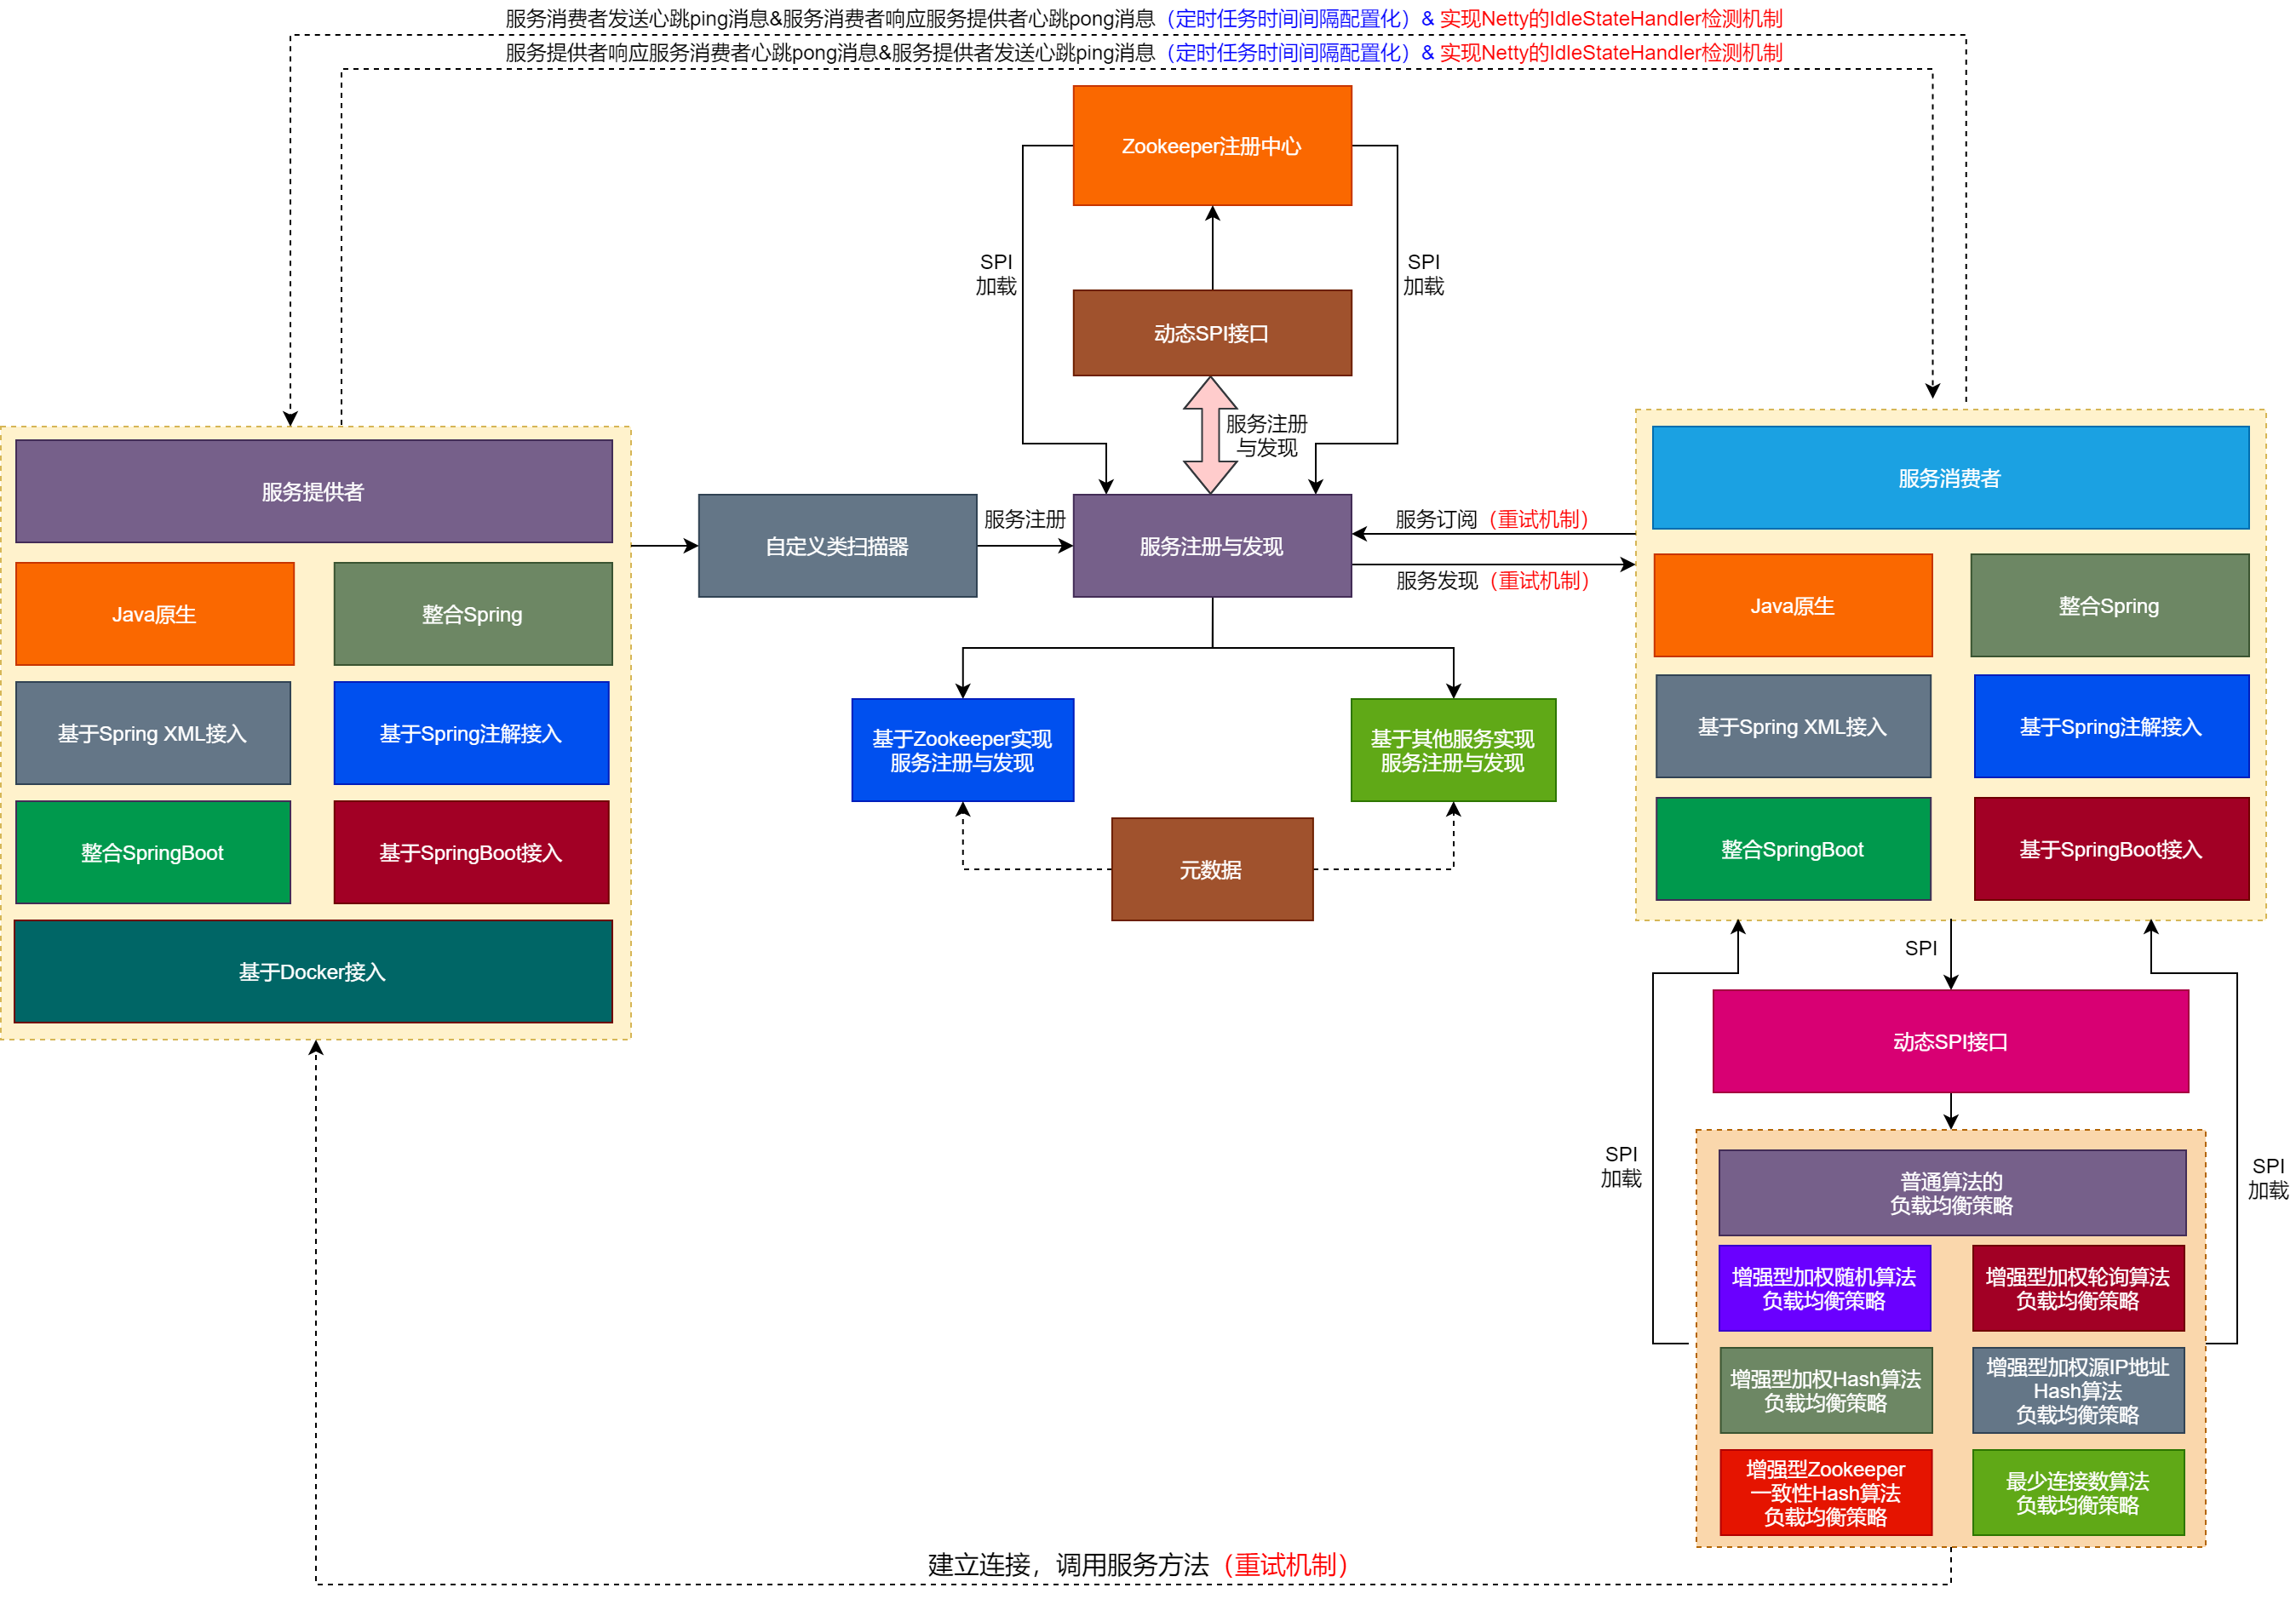 服务消费者发送心跳ping消息&服务消费者响应服务提供者心跳pong消息（定时任务时间间隔配置化）& 实现Netty的IdleStateHandler检测机制
服务提供者响应服务消费者心跳pong消息&服务提供者发送心跳ping消息（定时任务时间间隔配置化）& 实现Netty的IdleStateHandler检测机制
Zookeeper注册中心
SPI
加载
SPI
加载
动态SPI接口
服务注册
与发现
服务提供者
Java原生
整合Spring
基于Spring XML接入
基于Spring注解接入
整合SpringBoot
基于SpringBoot接入
基于Docker接入
自定义类扫描器
服务注册
服务注册与发现
服务订阅（重试机制）
服务发现（重试机制）
基于Zookeeper实现
服务注册与发现
基于其他服务实现
服务注册与发现
元数据
服务消费者
Java原生
整合Spring
基于Spring XML接入
基于Spring注解接入
整合SpringBoot
基于SpringBoot接入
SPI
动态SPI接口
SPI
加载
SPI
加载
普通算法的
负载均衡策略
增强型加权随机算法
负载均衡策略
增强型加权轮询算法
负载均衡策略
增强型加权Hash算法
负载均衡策略
增强型加权源IP地址
Hash算法
负载均衡策略
增强型Zookeeper
一致性Hash算法
负载均衡策略
最少连接数算法
负载均衡策略
建立连接，调用服务方法（重试机制）